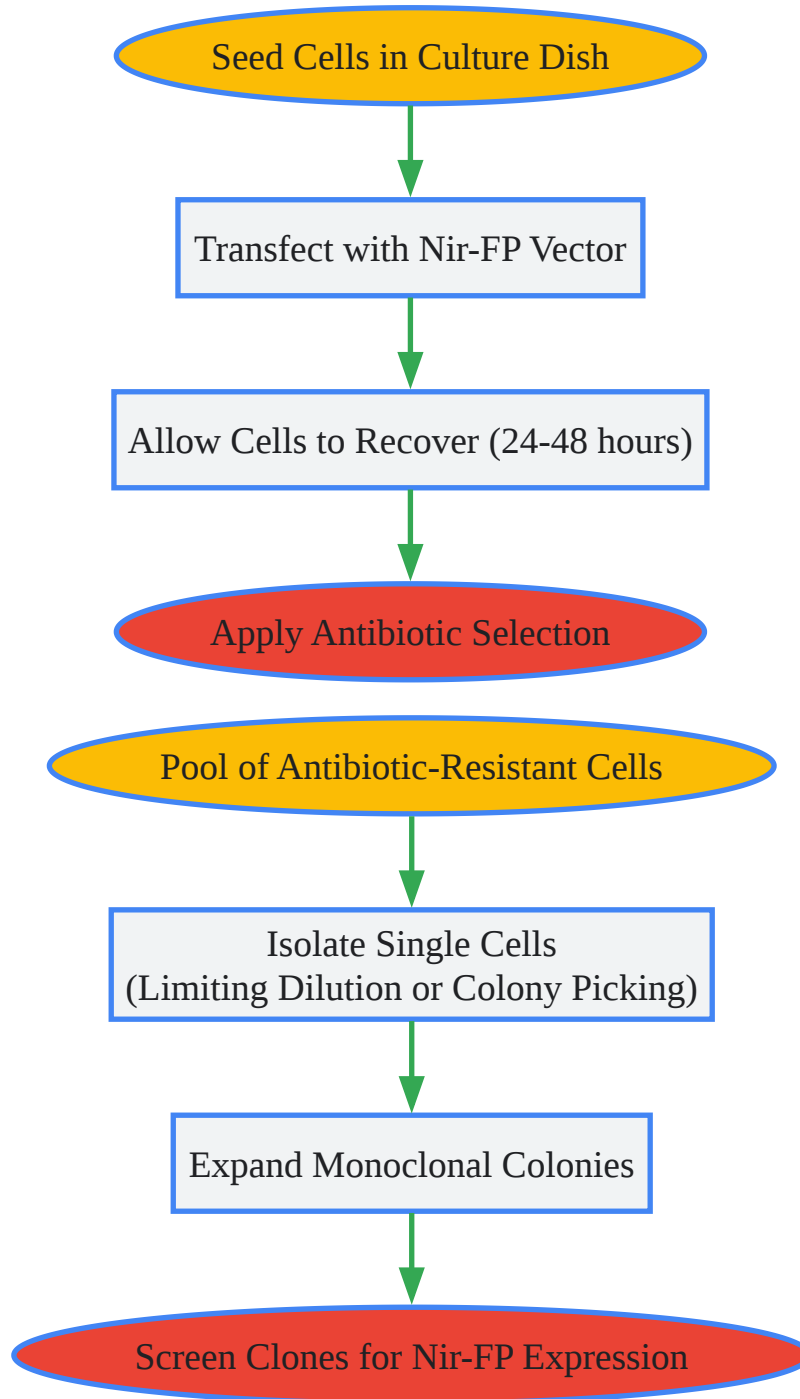 Seed Cells in Culture Dish
Transfect with Nir-FP Vector
Allow Cells to Recover (24-48 hours)
Apply Antibiotic Selection
Pool of Antibiotic-Resistant Cells
Isolate Single Cells
(Limiting Dilution or Colony Picking)
Expand Monoclonal Colonies
Screen Clones for Nir-FP Expression